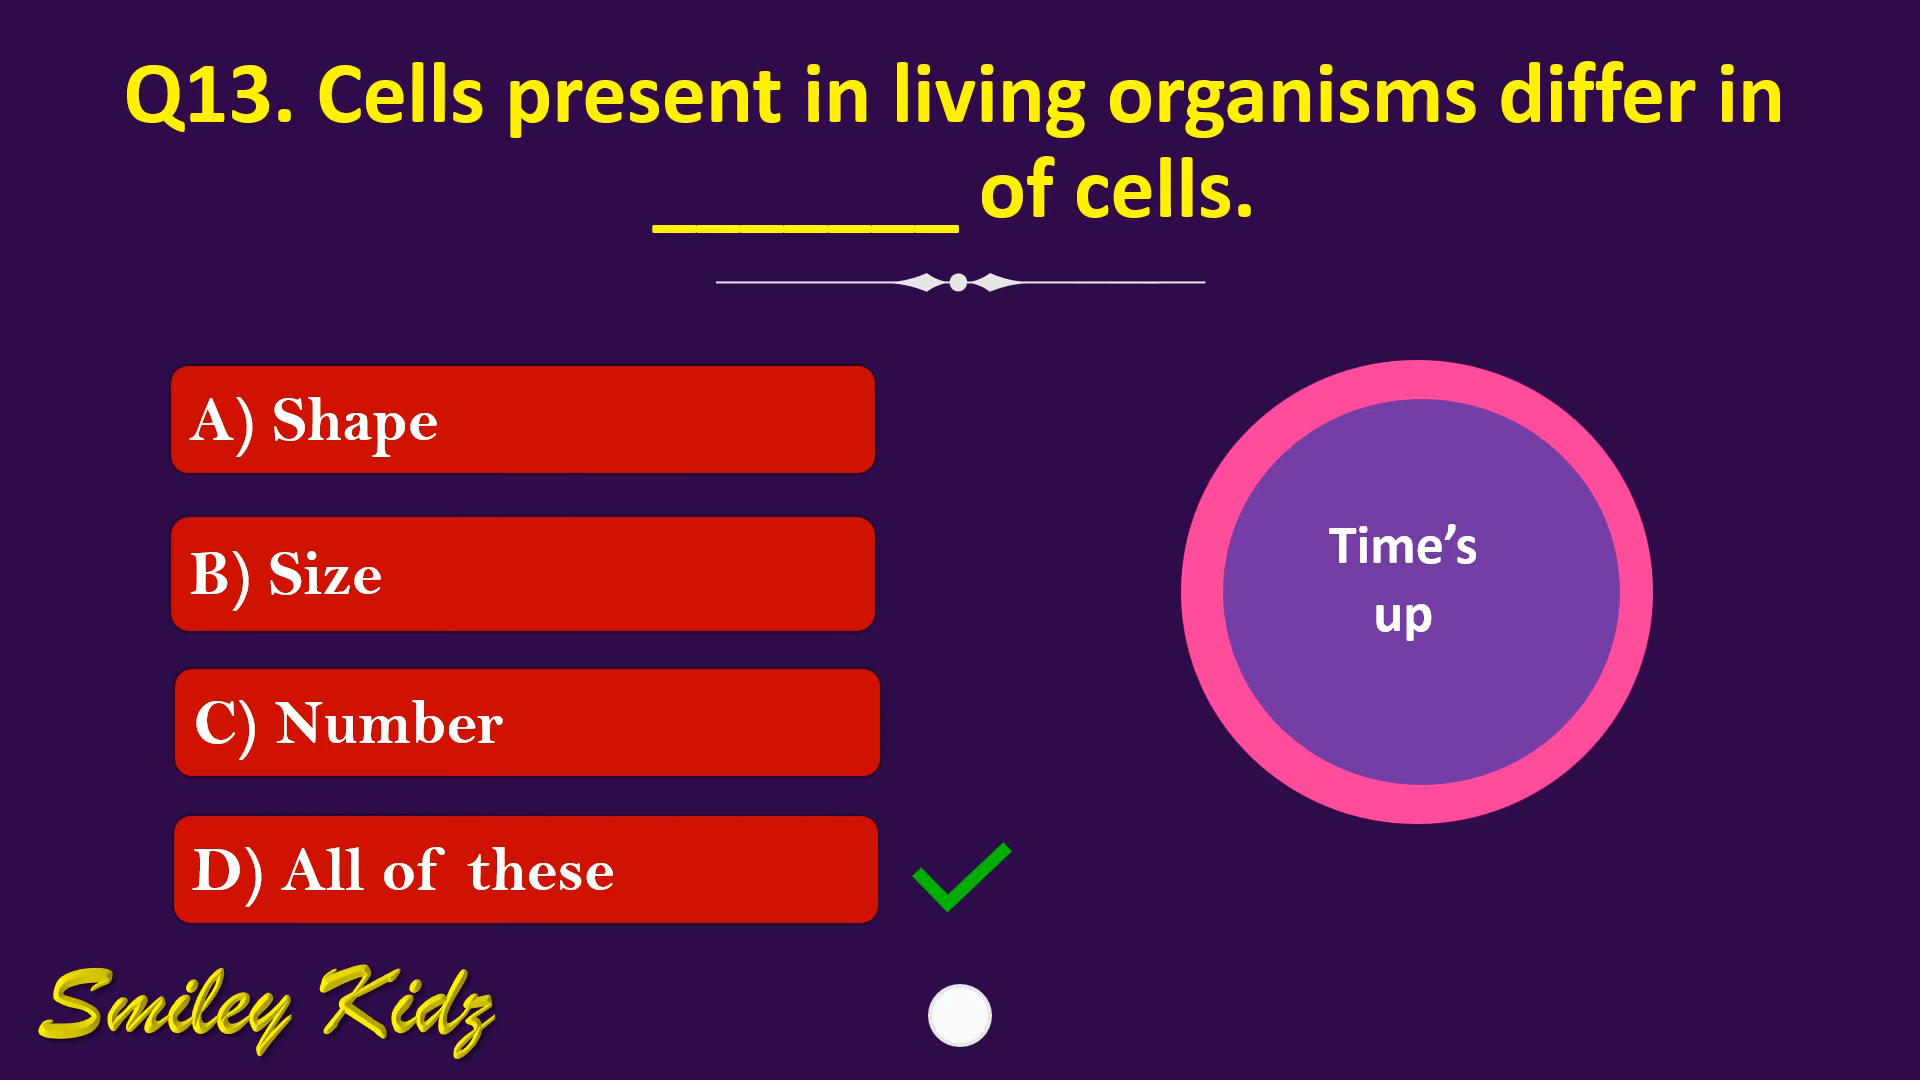 Q13. Cells present in living organisms differ in
_______ of cells.
A) Shape
B) Size
C) Number
D) All of these
Time’s
up
Smiley Kidz